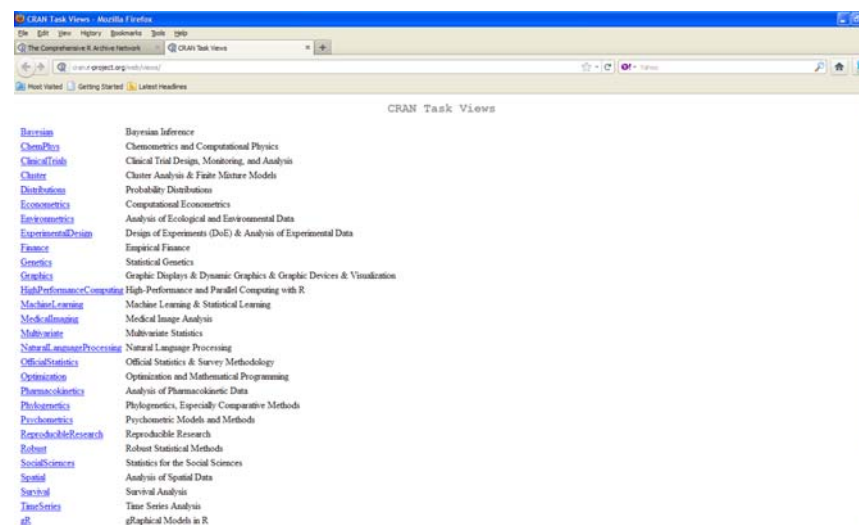 CRAN Task Views - Mozilla Firefox
File Edit View History Bookmarks Tools Help
The Comprehensive R Archive Network
CRAN Task Views
cran.r-project.org/web/views/
Yahoo
Most Visited Getting Started Latest Headlines
CRAN Task Views
Bayesian Bayesian Inference
ChemPhys Chemometrics and Computational Physics
ClinicalTrials Clinical Trial Design, Monitoring, and Analysis
Cluster Cluster Analysis & Finite Mixture Models
Distributions Probability Distributions
Econometrics Computational Econometrics
Environmetrics Analysis of Ecological and Environmental Data
ExperimentalDesign Design of Experiments (DoE) & Analysis of Experimental Data
Finance Empirical Finance
Genetics Statistical Genetics
Graphics Graphic Displays & Dynamic Graphics & Graphic Devices & Visualization
HighPerformanceComputing High-Performance and Parallel Computing with R
MachineLearning Machine Learning & Statistical Learning
MedicalImaging Medical Image Analysis
Multivariate Multivariate Statistics
NaturalLanguageProcessing Natural Language Processing
OfficialStatistics Official Statistics & Survey Methodology
Optimization Optimization and Mathematical Programming
Pharmacokinetics Analysis of Pharmacokinetic Data
Phylogenetics Phylogenetics, Especially Comparative Methods
Psychometrics Psychometric Models and Methods
ReproducibleResearch Reproducible Research
Robust Robust Statistical Methods
SocialSciences Statistics for the Social Sciences
Spatial Analysis of Spatial Data
Survival Survival Analysis
TimeSeries Time Series Analysis
gR gRaphical Models in R